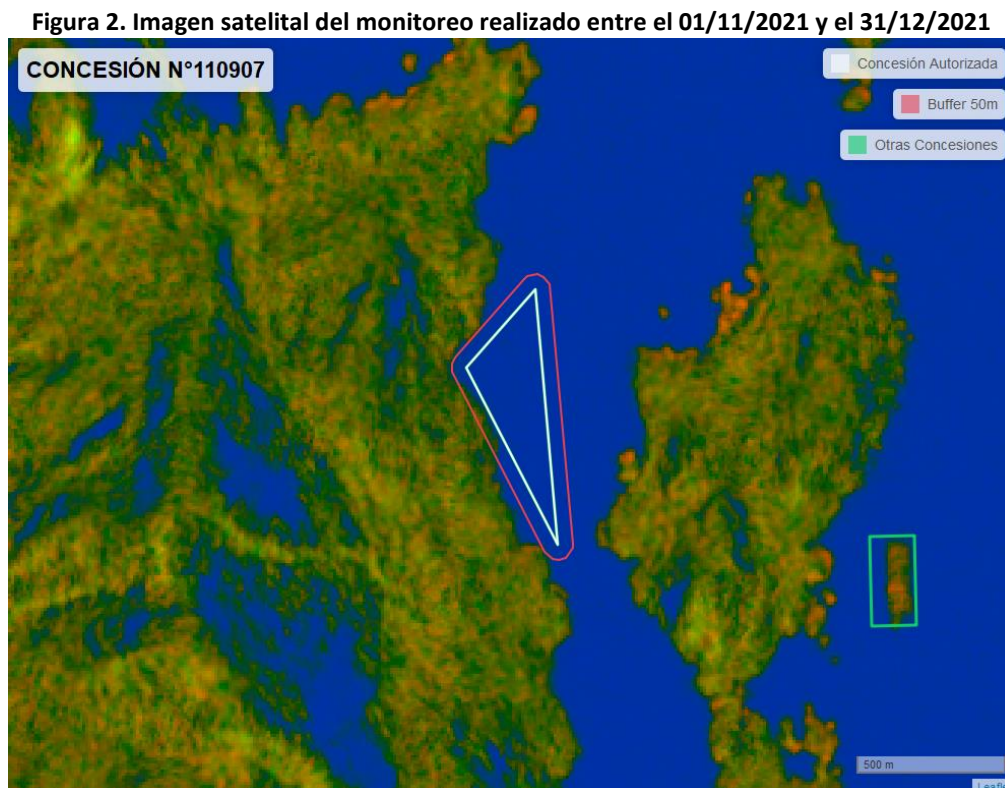 Figura 2. Imagen satelital del monitoreo realizado entre el 01/11/2021 y el 31/12/2021
CONCESIÓN N°110907
Concesión Autorizada
Buffer 50m
Otras Concesiones
500 m